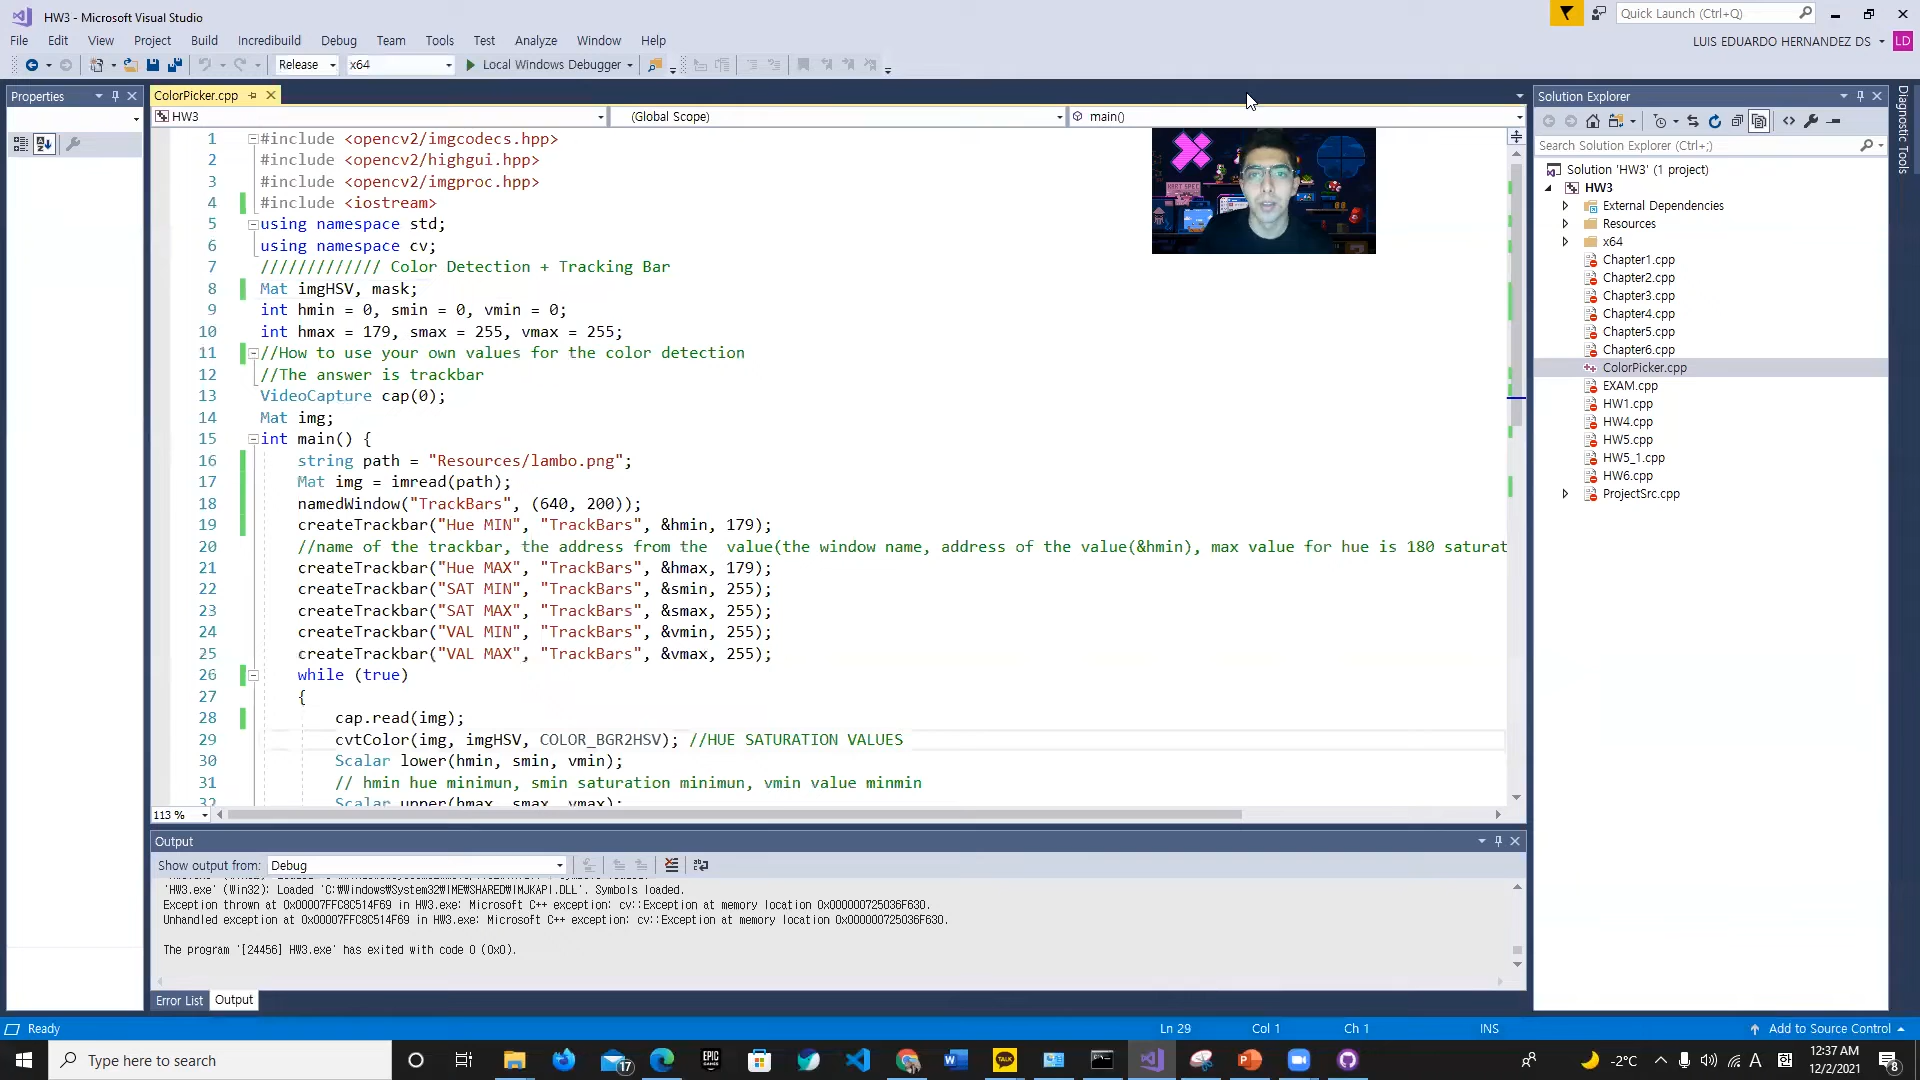 HW3 - Microsoft Visual Studio
Quick Launch (Ctrl+Q)
File Edit View Project Build Incredibuild Debug Team Tools Test Analyze Window Help
LUIS EDUARDO HERNANDEZ DS
LD
Release x64 Local Windows Debugger
Properties
ColorPicker.cpp
HW3 (Global Scope) main()
1 #include <opencv2/imgcodecs.hpp>
2 #include <opencv2/highgui.hpp>
3 #include <opencv2/imgproc.hpp>
4 #include <iostream>
5 using namespace std;
6 using namespace cv;
7 ///////////// Color Detection + Tracking Bar
8 Mat imgHSV, mask;
9 int hmin = 0, smin = 0, vmin = 0;
10 int hmax = 179, smax = 255, vmax = 255;
11 //How to use your own values for the color detection
12 //The answer is trackbar
13 VideoCapture cap(0);
14 Mat img;
15 int main() {
16 string path = "Resources/lambo.png";
17 Mat img = imread(path);
18 namedWindow("TrackBars", (640, 200));
19 createTrackbar("Hue MIN", "TrackBars", &hmin, 179);
20 //name of the trackbar, the address from the  value(the window name, address of the value(&hmin), max value for hue is 180 saturat
21 createTrackbar("Hue MAX", "TrackBars", &hmax, 179);
22 createTrackbar("SAT MIN", "TrackBars", &smin, 255);
23 createTrackbar("SAT MAX", "TrackBars", &smax, 255);
24 createTrackbar("VAL MIN", "TrackBars", &vmin, 255);
25 createTrackbar("VAL MAX", "TrackBars", &vmax, 255);
26 while (true)
27 {
28 cap.read(img);
29 cvtColor(img, imgHSV, COLOR_BGR2HSV); //HUE SATURATION VALUES
30 Scalar lower(hmin, smin, vmin);
31 // hmin hue minimun, smin saturation minimun, vmin value minmin
32 Scalar upper(hmax, smax, vmax);
113 %
Output
Show output from: Debug
'HW3.exe' (Win32): Loaded 'C:₩Windows₩System32₩IME₩SHARED₩IMJKAPI.DLL'. Symbols loaded.
Exception thrown at 0x00007FFC8C514F69 in HW3.exe: Microsoft C++ exception: cv::Exception at memory location 0x000000725036F630.
Unhandled exception at 0x00007FFC8C514F69 in HW3.exe: Microsoft C++ exception: cv::Exception at memory location 0x000000725036F630.
The program '[24456] HW3.exe' has exited with code 0 (0x0).
Error List Output
Solution Explorer
Search Solution Explorer (Ctrl+;)
Solution 'HW3' (1 project)
HW3
External Dependencies
Resources
x64
Chapter1.cpp
Chapter2.cpp
Chapter3.cpp
Chapter4.cpp
Chapter5.cpp
Chapter6.cpp
ColorPicker.cpp
EXAM.cpp
HW1.cpp
HW4.cpp
HW5.cpp
HW5_1.cpp
HW6.cpp
ProjectSrc.cpp
Diagnostic Tools
Ready Ln 29 Col 1 Ch 1 INS Add to Source Control
Type here to search
17
EPIC
TALK
-2°C
A
12:37 AM
12/2/2021
8